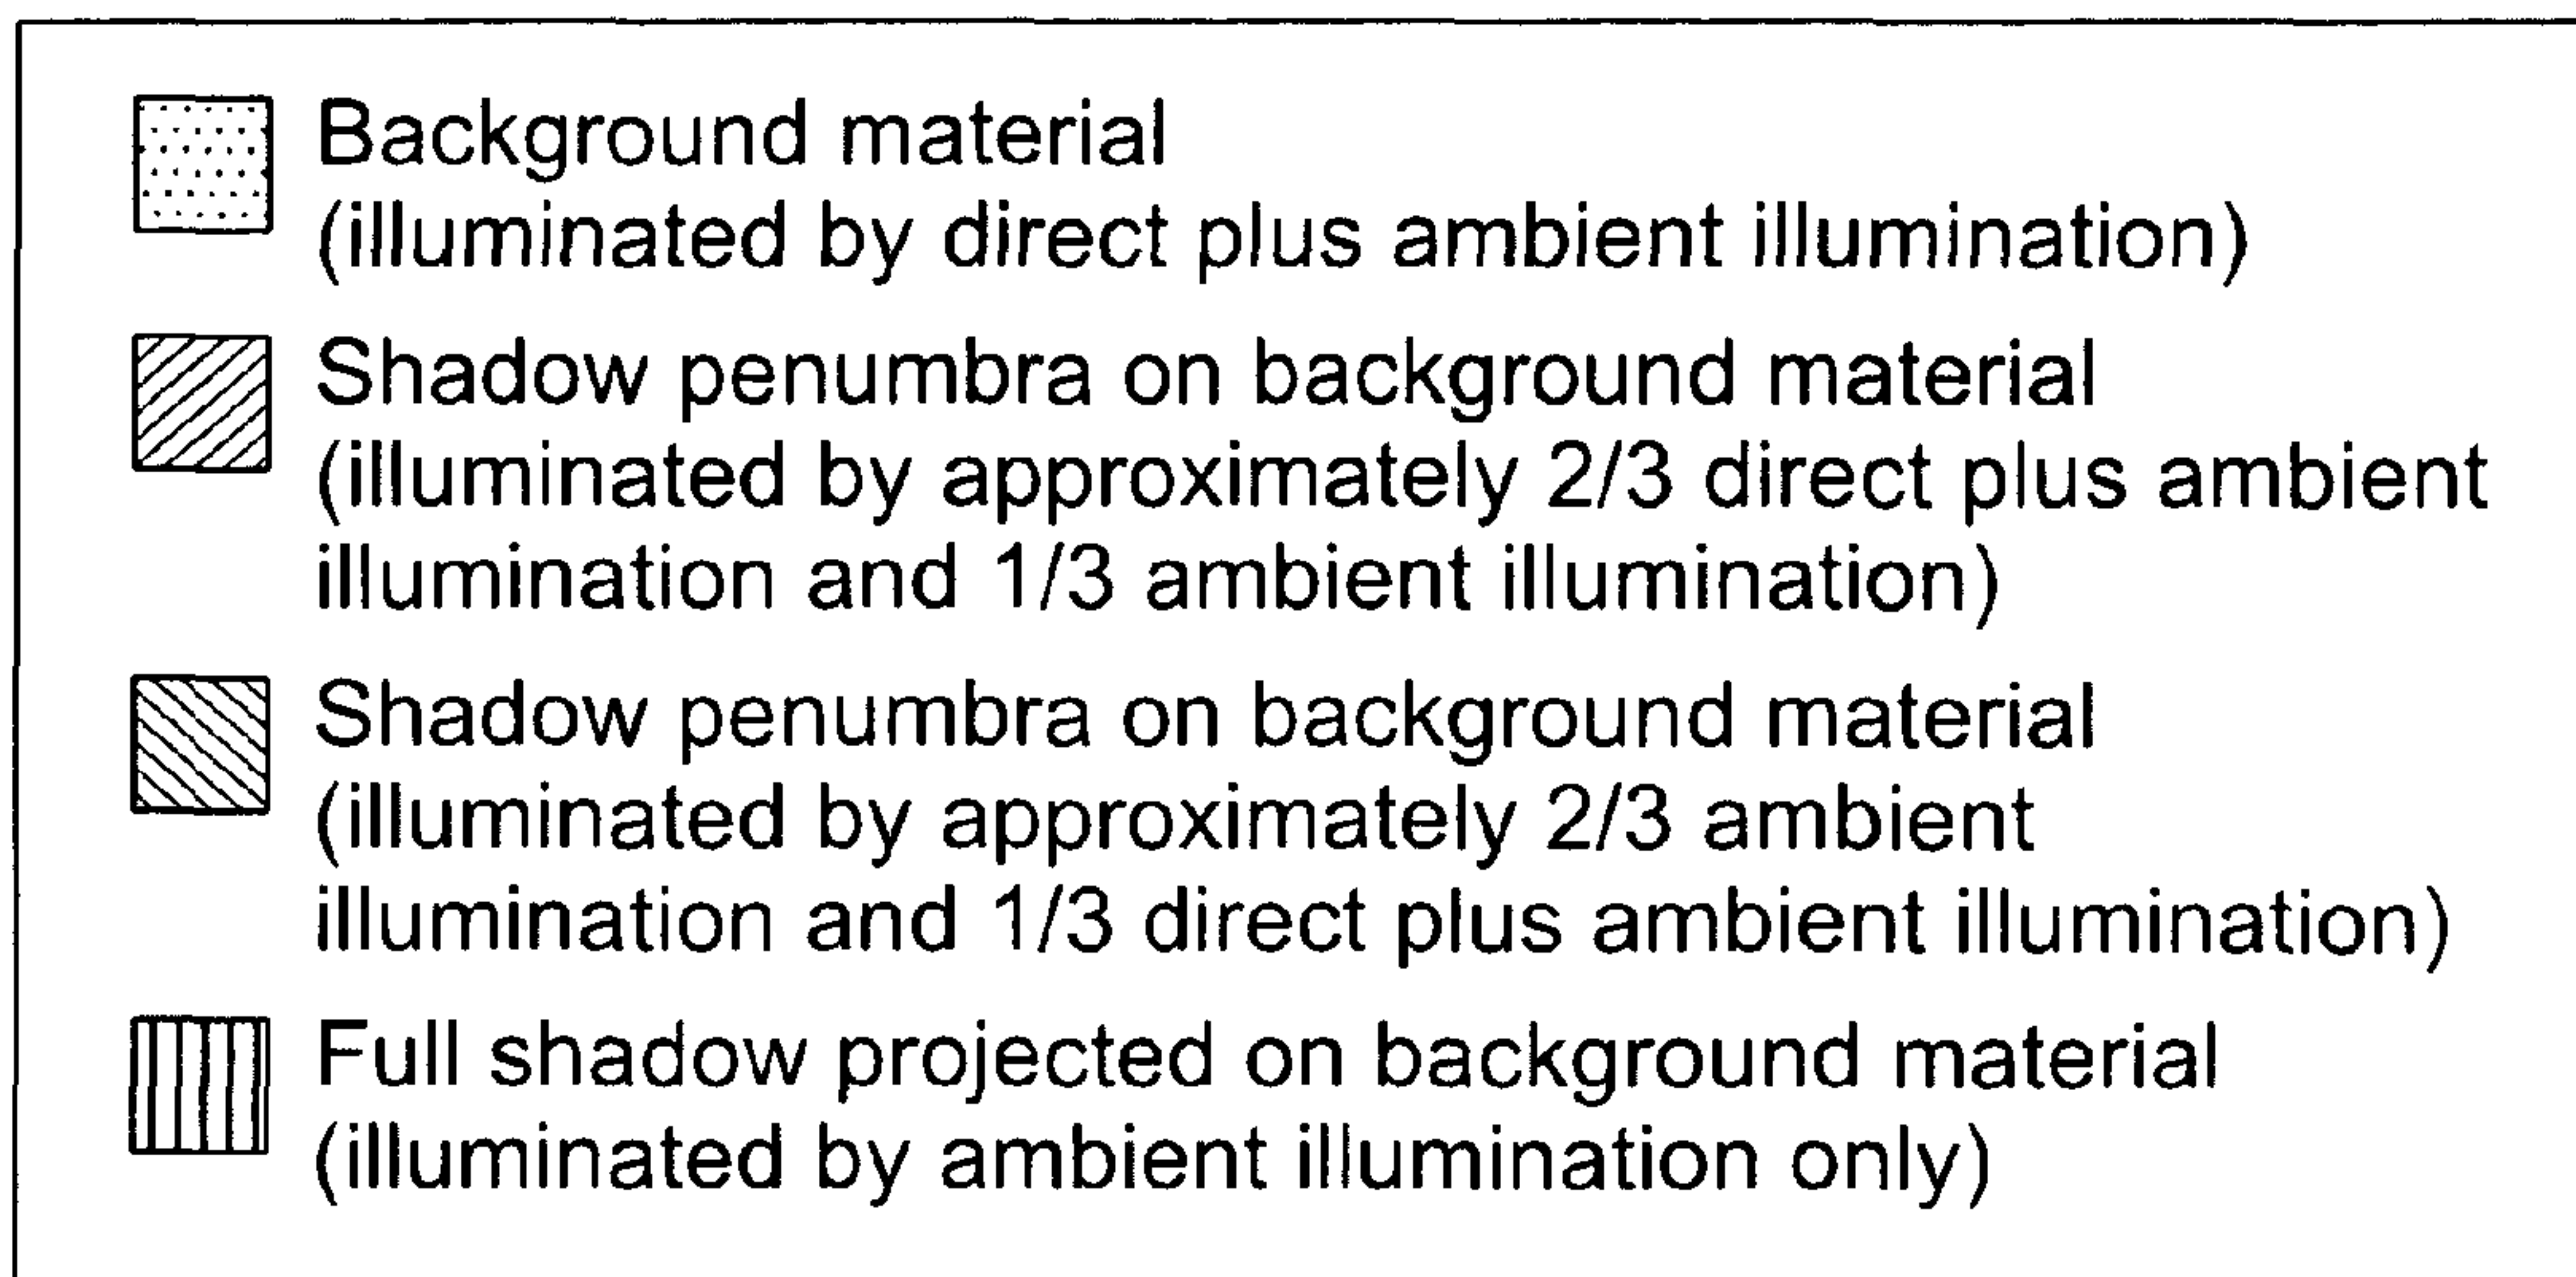 Background material
(illuminated by direct plus ambient illumination)
Shadow penumbra on background material
(illuminated by approximately 2/3 direct plus ambient
illumination and 1/3 ambient illumination)
Shadow penumbra on background material
(illuminated by approximately 2/3 ambient
illumination and 1/3 direct plus ambient illumination)
Full shadow projected on background material
(illuminated by ambient illumination only)